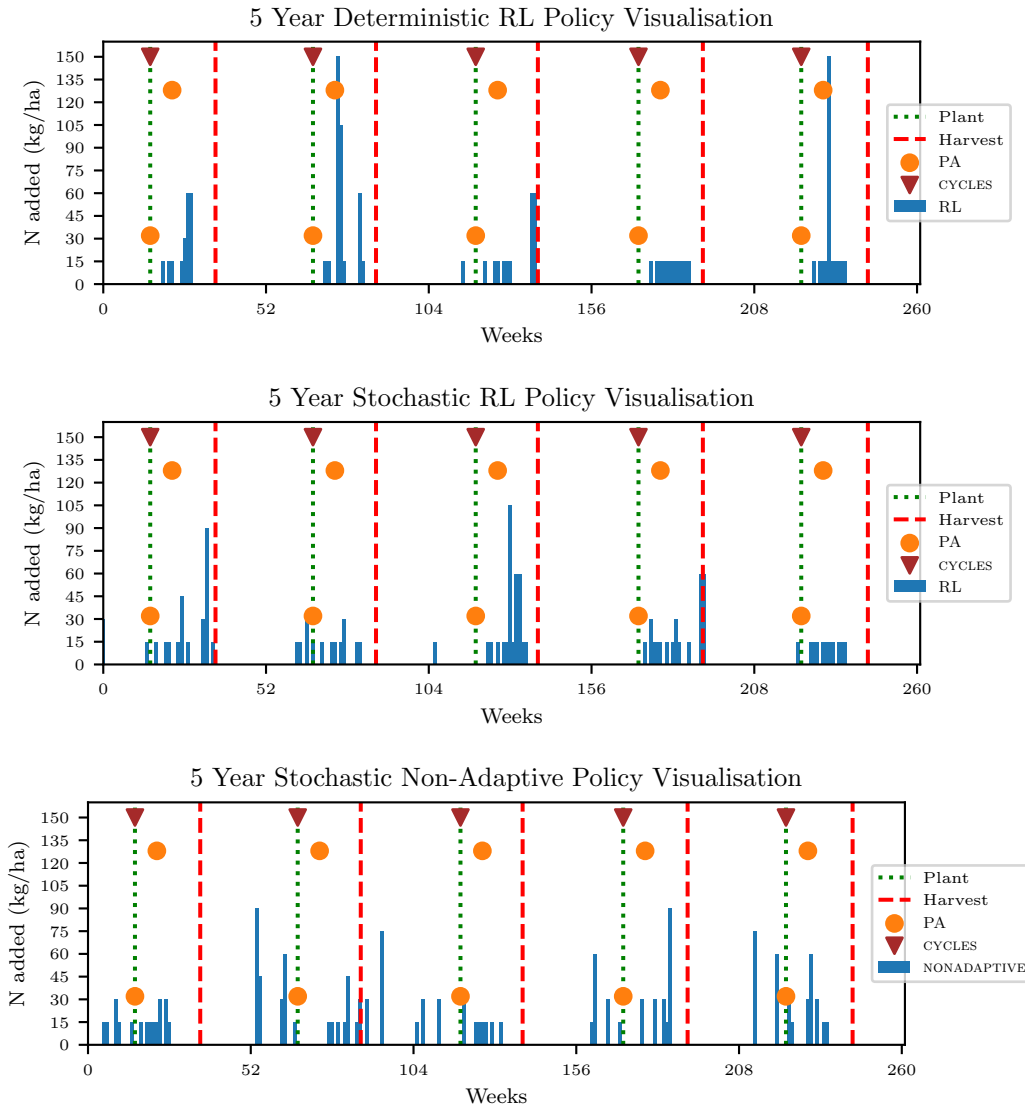 5 Year Deterministic RL Policy Visualisation
N added (kg/ha)
150
135
120
105
90
75
60
45
30
15
0
0 52 104 156 208 260
Weeks
Plant
Harvest
PA
CYCLES
RL
5 Year Stochastic RL Policy Visualisation
N added (kg/ha)
150
135
120
105
90
75
60
45
30
15
0
0 52 104 156 208 260
Weeks
Plant
Harvest
PA
CYCLES
RL
5 Year Stochastic Non-Adaptive Policy Visualisation
N added (kg/ha)
150
135
120
105
90
75
60
45
30
15
0
0 52 104 156 208 260
Weeks
Plant
Harvest
PA
CYCLES
NONADAPTIVE